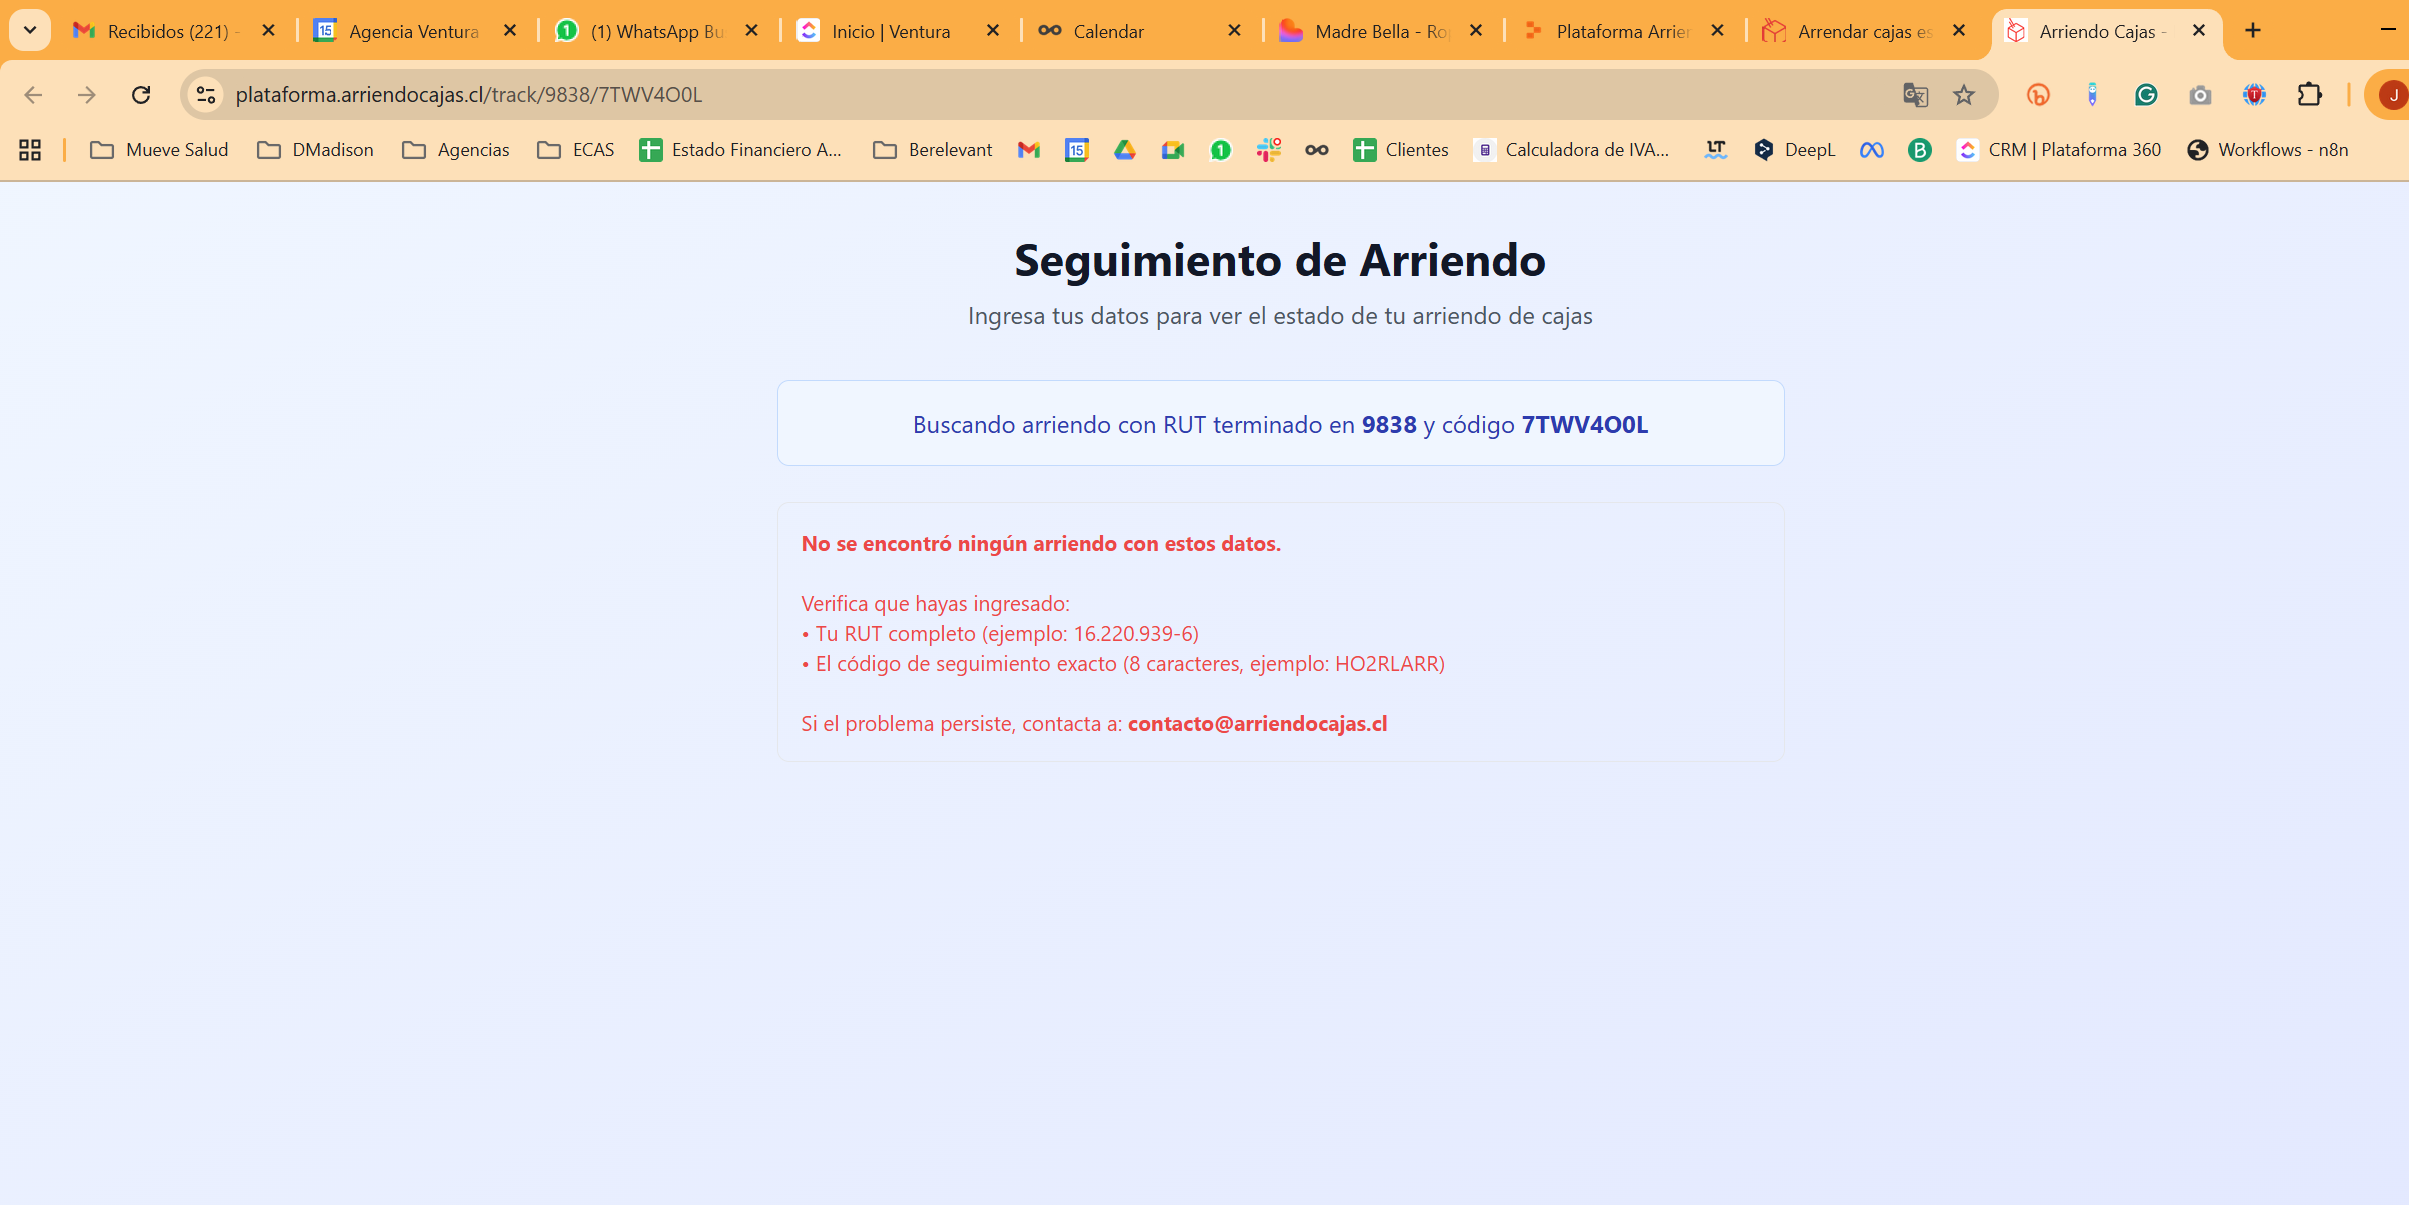 Recibidos (221) -
Agencia Ventura
(1) WhatsApp Bu
Inicio | Ventura
Calendar
Madre Bella - Ro
Plataforma Arrie
Arrendar cajas es
Arriendo Cajas -
plataforma.arriendocajas.cl/track/9838/7TWV4O0L
J
Mueve Salud
DMadison
Agencias
ECAS
Estado Financiero A...
Berelevant
Clientes
Calculadora de IVA...
LT
DeepL
CRM | Plataforma 360
Workflows - n8n
Seguimiento de Arriendo
Ingresa tus datos para ver el estado de tu arriendo de cajas
Buscando arriendo con RUT terminado en 9838 y código 7TWV4O0L
No se encontró ningún arriendo con estos datos.
Verifica que hayas ingresado:
• Tu RUT completo (ejemplo: 16.220.939-6)
• El código de seguimiento exacto (8 caracteres, ejemplo: HO2RLARR)
Si el problema persiste, contacta a: contacto@arriendocajas.cl